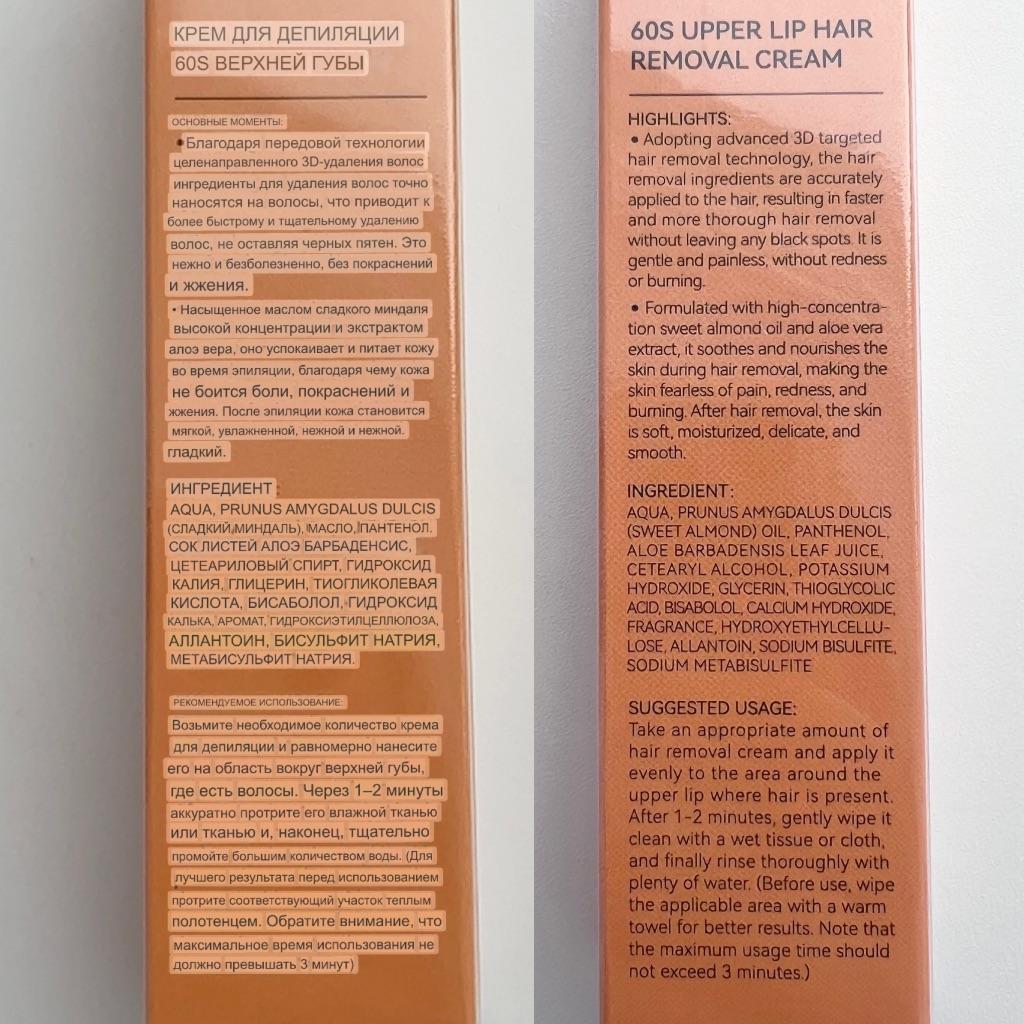 КРЕМ ДЛЯ ДЕПИЛЯЦИИ
60S ВЕРХНЕЙ ГУБЫ
ОСНОВНЫЕ МОМЕНТЫ:
• Благодаря передовой технологии
целенаправленного 3D-удаления волос
ингредиенты для удаления волос точно
наносятся на волосы, что приводит к
более быстрому и тщательному удалению
волос, не оставляя черных пятен. Это
нежно и безболезненно, без покраснений
и жжения.
• Насыщенное маслом сладкого миндаля
высокой концентрации и экстрактом
алоэ вера, оно успокаивает и питает кожу
во время эпиляции, благодаря чему кожа
не боится боли, покраснений и
жжения. После эпиляции кожа становится
мягкой, увлажненной, нежной и нежной.
гладкий.
ИНГРЕДИЕНТ:
AQUA, PRUNUS AMYGDALUS DULCIS
(СЛАДКИЙ МИНДАЛЬ), МАСЛО, ПАНТЕНОЛ.
СОК ЛИСТЕЙ АЛОЭ БАРБАДЕНСИС,
ЦЕТЕАРИЛОВЫЙ СПИРТ, ГИДРОКСИД
КАЛИЯ, ГЛИЦЕРИН, ТИОГЛИКОЛЕВАЯ
КИСЛОТА, БИСАБОЛОЛ, ГИДРОКСИД
КАЛЬКА, АРОМАТ, ГИДРОКСИЭТИЛЦЕЛЛЮЛОЗА,
АЛЛАНТОИН, БИСУЛЬФИТ НАТРИЯ,
МЕТАБИСУЛЬФИТ НАТРИЯ.
РЕКОМЕНДУЕМОЕ ИСПОЛЬЗОВАНИЕ:
Возьмите необходимое количество крема
для депиляции и равномерно нанесите
его на область вокруг верхней губы,
где есть волосы. Через 1–2 минуты
аккуратно протрите его влажной тканью
или тканью и, наконец, тщательно
промойте большим количеством воды. (Для
лучшего результата перед использованием
протрите соответствующий участок теплым
полотенцем. Обратите внимание, что
максимальное время использования не
должно превышать 3 минут)
60S UPPER LIP HAIR
REMOVAL CREAM
HIGHLIGHTS:
• Adopting advanced 3D targeted
hair removal technology, the hair
removal ingredients are accurately
applied to the hair, resulting in faster
and more thorough hair removal
without leaving any black spots. It is
gentle and painless, without redness
or burning.
• Formulated with high-concentra-
tion sweet almond oil and aloe vera
extract, it soothes and nourishes the
skin during hair removal, making the
skin fearless of pain, redness, and
burning. After hair removal, the skin
is soft, moisturized, delicate, and
smooth.
INGREDIENT:
AQUA, PRUNUS AMYGDALUS DULCIS
(SWEET ALMOND) OIL, PANTHENOL,
ALOE BARBADENSIS LEAF JUICE,
CETEARYL ALCOHOL, POTASSIUM
HYDROXIDE, GLYCERIN, THIOGLYCOLIC
ACID, BISABOLOL, CALCIUM HYDROXIDE,
FRAGRANCE, HYDROXYETHYLCELLU-
LOSE, ALLANTOIN, SODIUM BISULFITE,
SODIUM METABISULFITE
SUGGESTED USAGE:
Take an appropriate amount of
hair removal cream and apply it
evenly to the area around the
upper lip where hair is present.
After 1-2 minutes, gently wipe it
clean with a wet tissue or cloth,
and finally rinse thoroughly with
plenty of water. (Before use, wipe
the applicable area with a warm
towel for better results. Note that
the maximum usage time should
not exceed 3 minutes.)